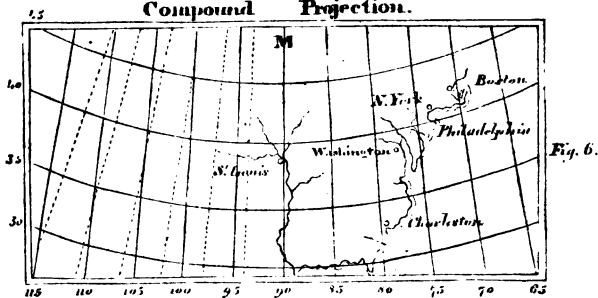 Compound Projection.
45
M
40
Boston
N. York
Philadelphia
Washington
Fig. 6.
35
St. Louis
30
Charleston
115 110 105 100 95 90 85 80 75 70 65